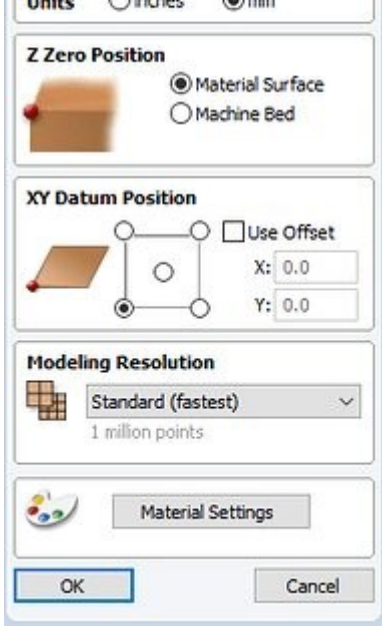 Units inches mm
Z Zero Position
Material Surface
Machine Bed
XY Datum Position
Use Offset
X: 0.0
Y: 0.0
Modeling Resolution
Standard (fastest)
1 million points
Material Settings
OK Cancel